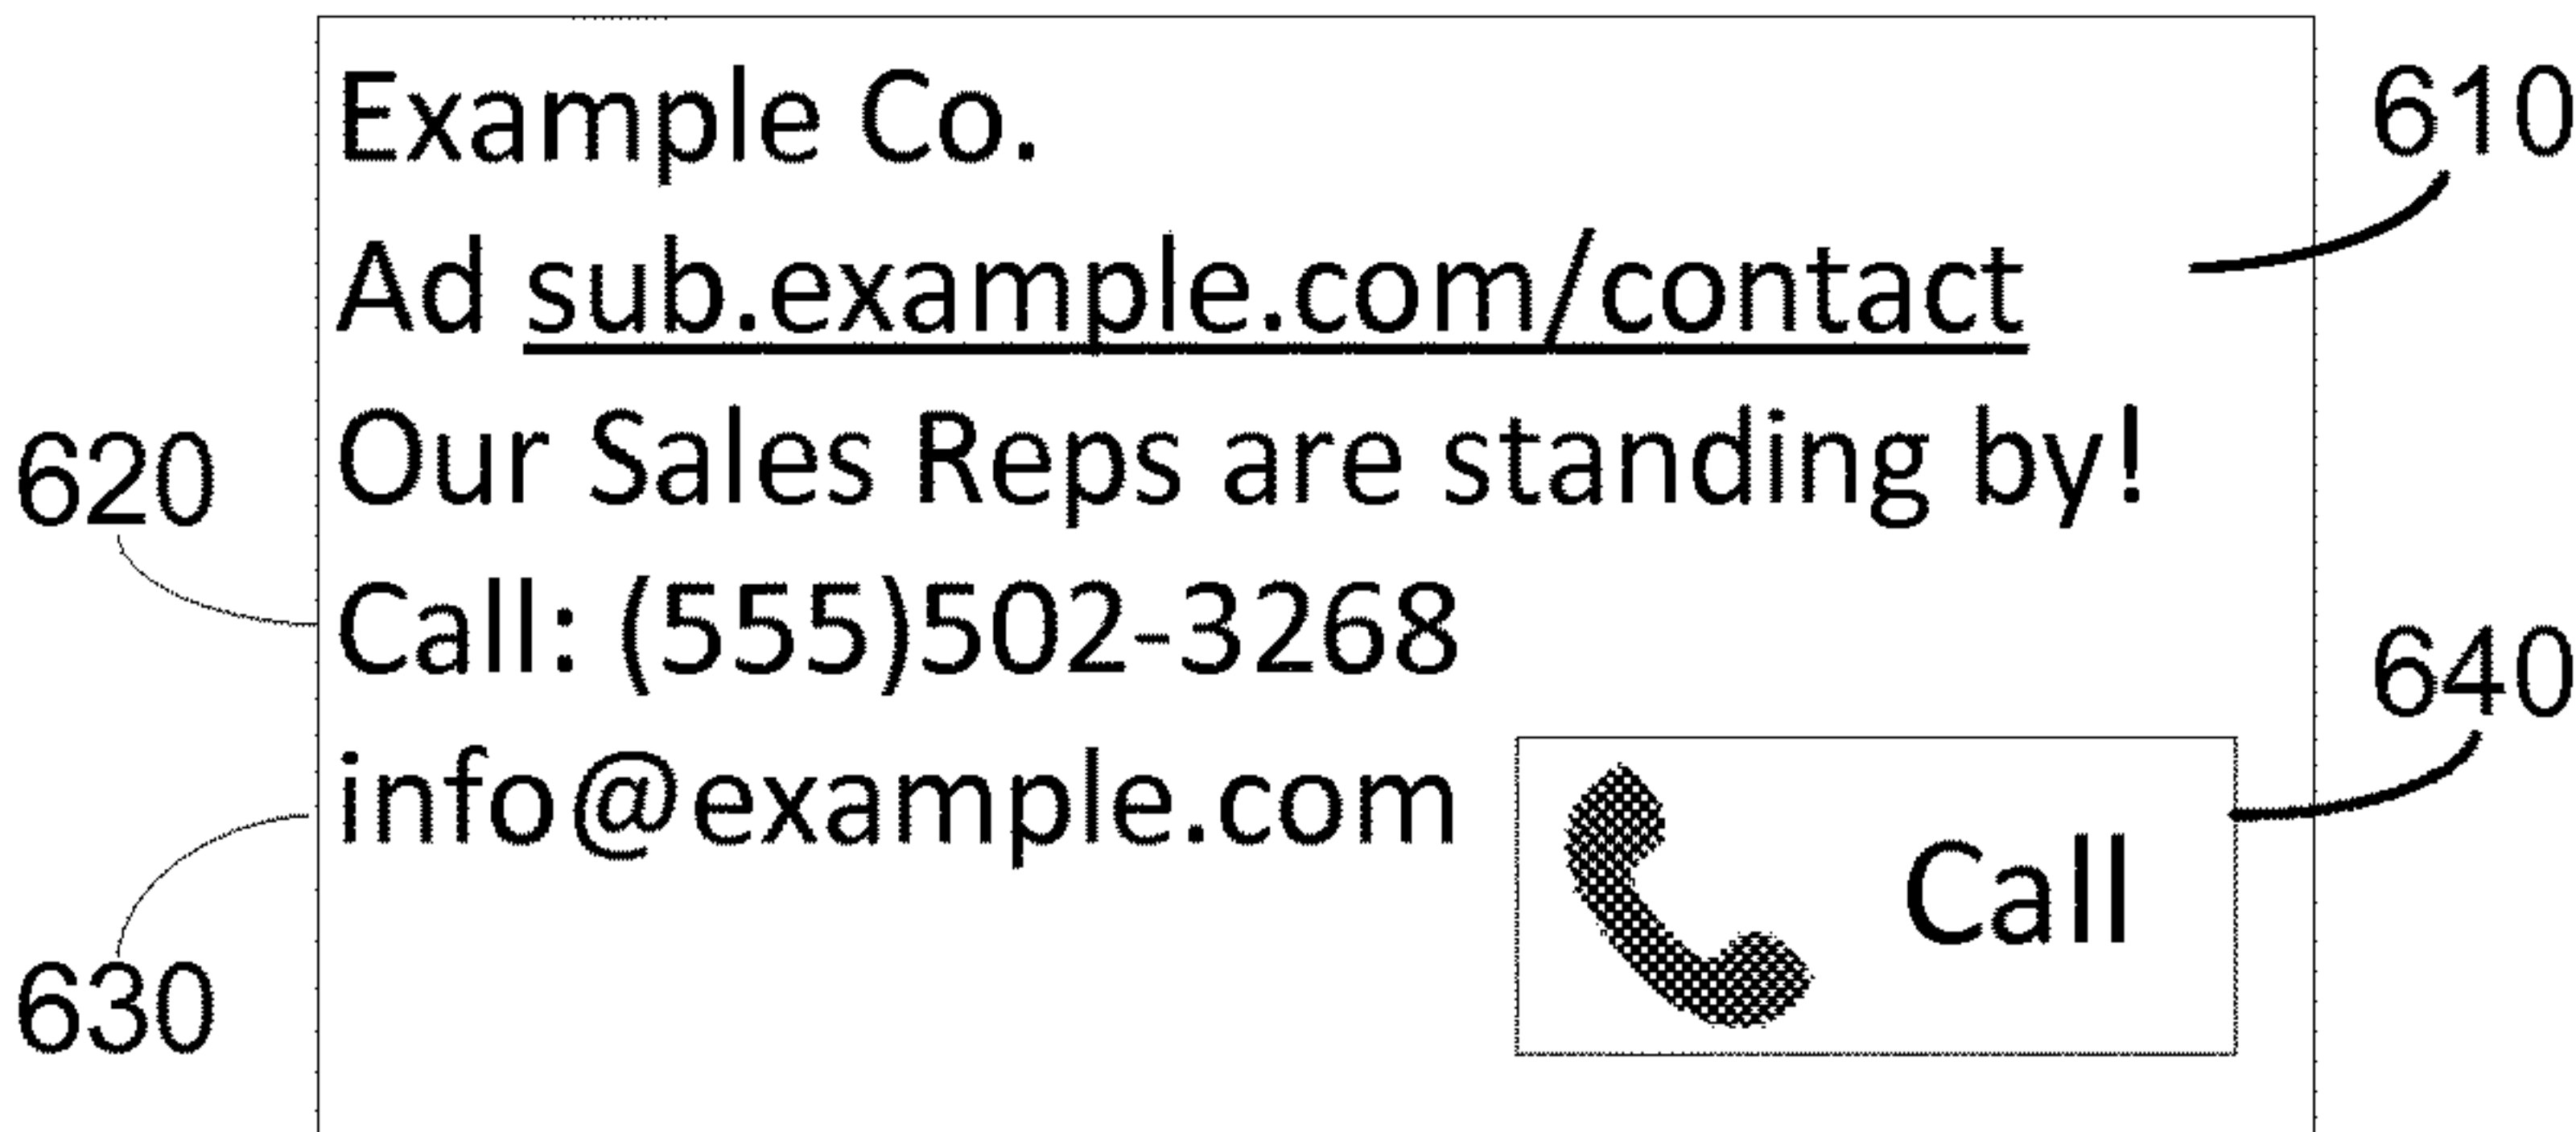 Example Co.
610
Ad sub.example.com/contact
Our Sales Reps are standing by!
620
Call: (555)502-3268
640
info@example.com
Call
630